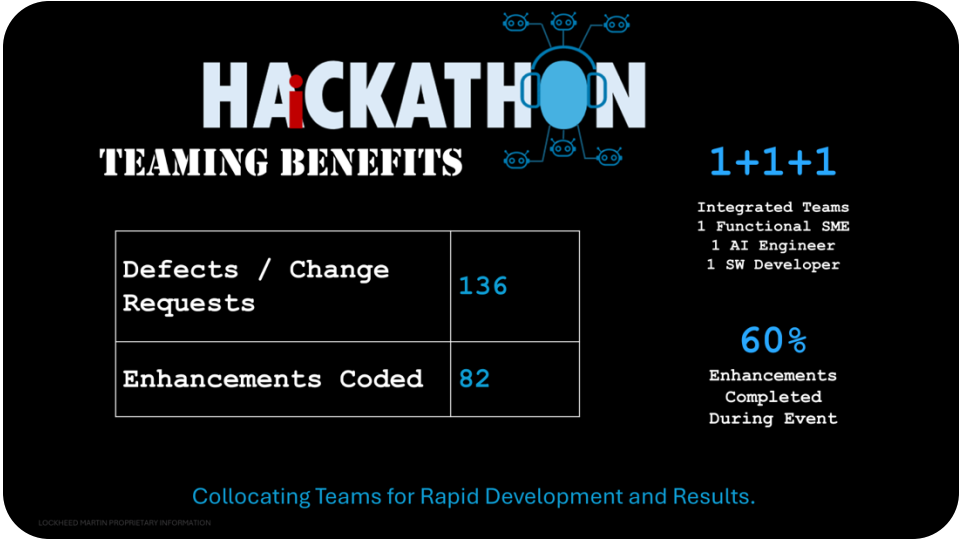 HAiCKATHON
TEAMING BENEFITS
Defects / Change
Requests
136
Enhancements Coded
82
1+1+1
Integrated Teams
1 Functional SME
1 AI Engineer
1 SW Developer
60%
Enhancements
Completed
During Event
Collocating Teams for Rapid Development and Results.
LOCKHEED MARTIN PROPRIETARY INFORMATION